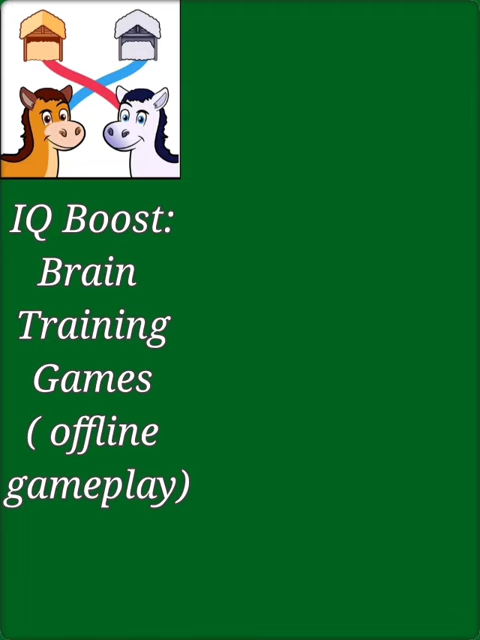 IQ Boost:
Brain
Training
Games
( offline
gameplay)